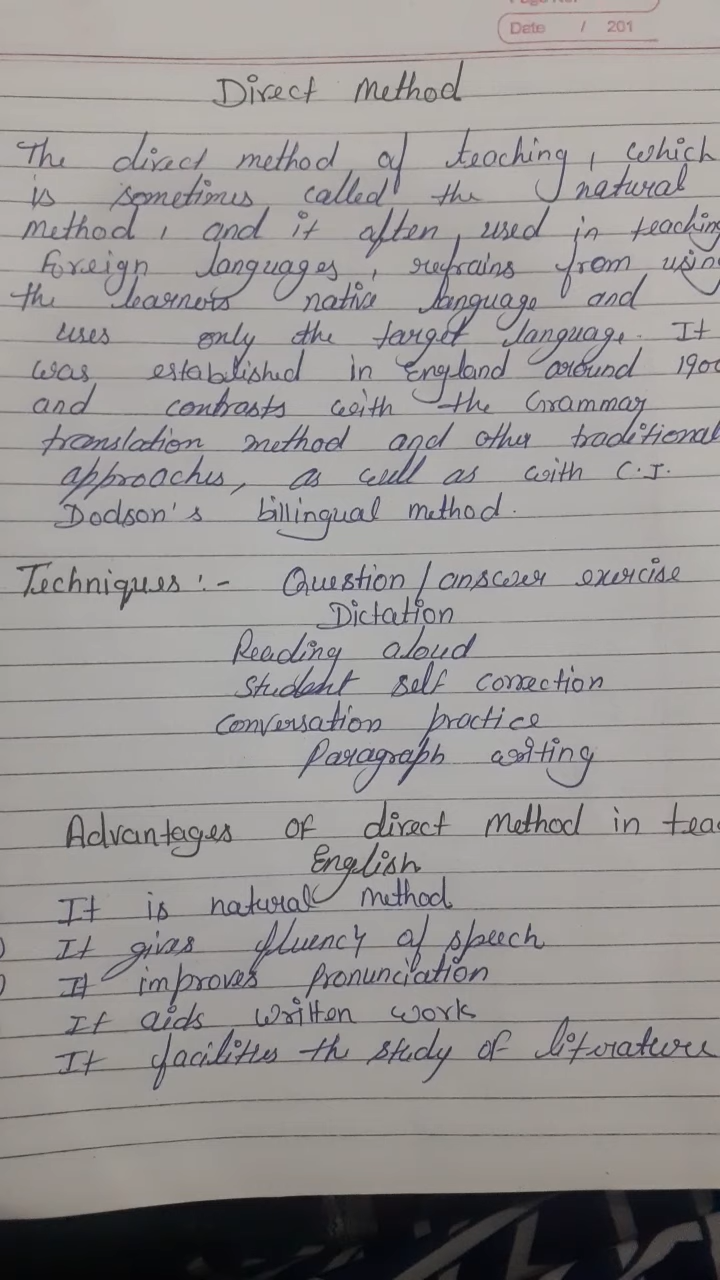 Date / 201
Direct Method
The direct method of teaching, which
is sometimes called the natural
method, and it often, used in teaching
foreign languages, refrains from using
the learners native language and
uses only the target language. It
was established in England around 190
and contrasts with the Grammar
translation method and other traditional
approaches, as well as with C.J.
Dodson's billingual method.
Techniques :- Question / answer exercise
Dictation
Reading aloud
Student self correction
Conversation practice
Paragraph writing
Advantages of direct method in tea
English
It is natural method
It gives fluency of speech
It improves pronunciation
It aids written work
It facilities the study of literature